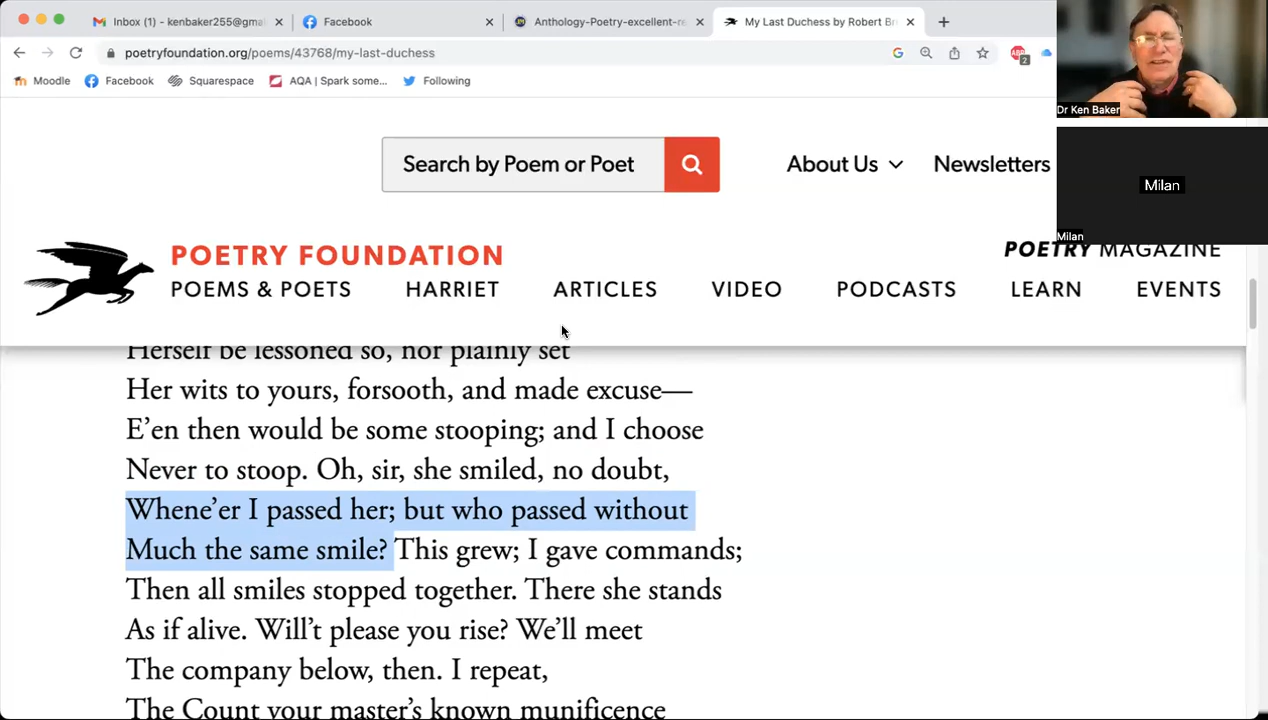 Inbox (1) - kenbaker255@gma
Facebook
Anthology-Poetry-excellent-re
My Last Duchess by Robert Br
poetryfoundation.org/poems/43768/my-last-duchess
ABP
2
Moodle
Facebook
Squarespace
AQA | Spark some...
Following
Dr Ken Baker
Search by Poem or Poet
About Us
Newsletters
Milan
Milan
POETRY FOUNDATION
POETRY MAGAZINE
POEMS & POETS
HARRIET
ARTICLES
VIDEO
PODCASTS
LEARN
EVENTS
Herself be lessoned so, nor plainly set
Her wits to yours, forsooth, and made excuse—
E’en then would be some stooping; and I choose
Never to stoop. Oh, sir, she smiled, no doubt,
Whene’er I passed her; but who passed without
Much the same smile? This grew; I gave commands;
Then all smiles stopped together. There she stands
As if alive. Will’t please you rise? We’ll meet
The company below, then. I repeat,
The Count your master’s known munificence